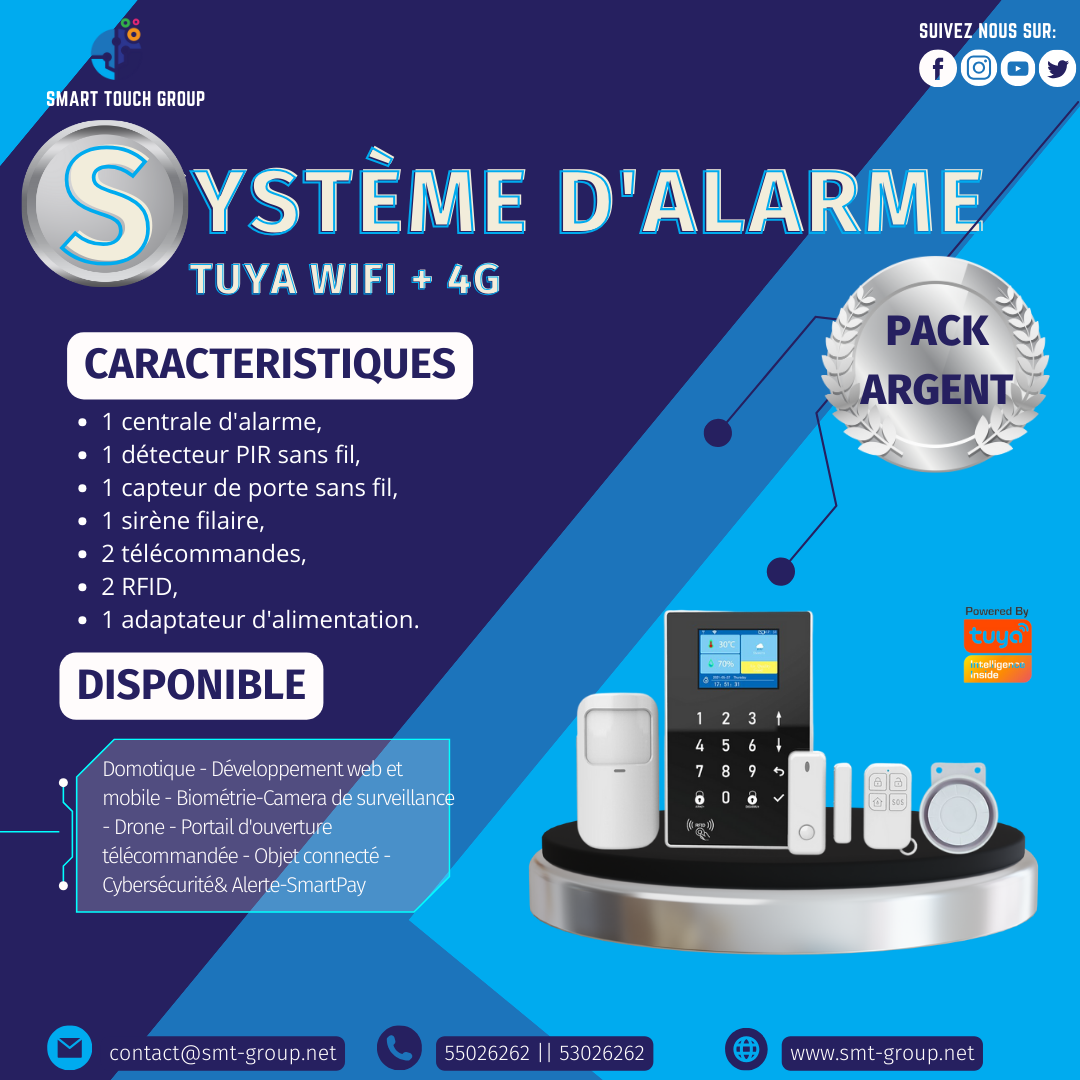 SMART TOUCH GROUP
SUIVEZ NOUS SUR:
SYSTÈME D'ALARME
TUYA WIFI + 4G
PACK
ARGENT
CARACTERISTIQUES
• 1 centrale d'alarme,
• 1 détecteur PIR sans fil,
• 1 capteur de porte sans fil,
• 1 sirène filaire,
• 2 télécommandes,
• 2 RFID,
• 1 adaptateur d'alimentation.
DISPONIBLE
Domotique - Développement web et
mobile - Biométrie-Camera de surveillance
- Drone - Portail d'ouverture
télécommandée - Objet connecté -
Cybersécurité& Alerte-SmartPay
Powered By
tuya
intelligence
inside
30°C
70%
17: 51: 31
1 2 3
4 5 6
7 8 9
0
SOS
contact@smt-group.net
55026262 || 53026262
www.smt-group.net